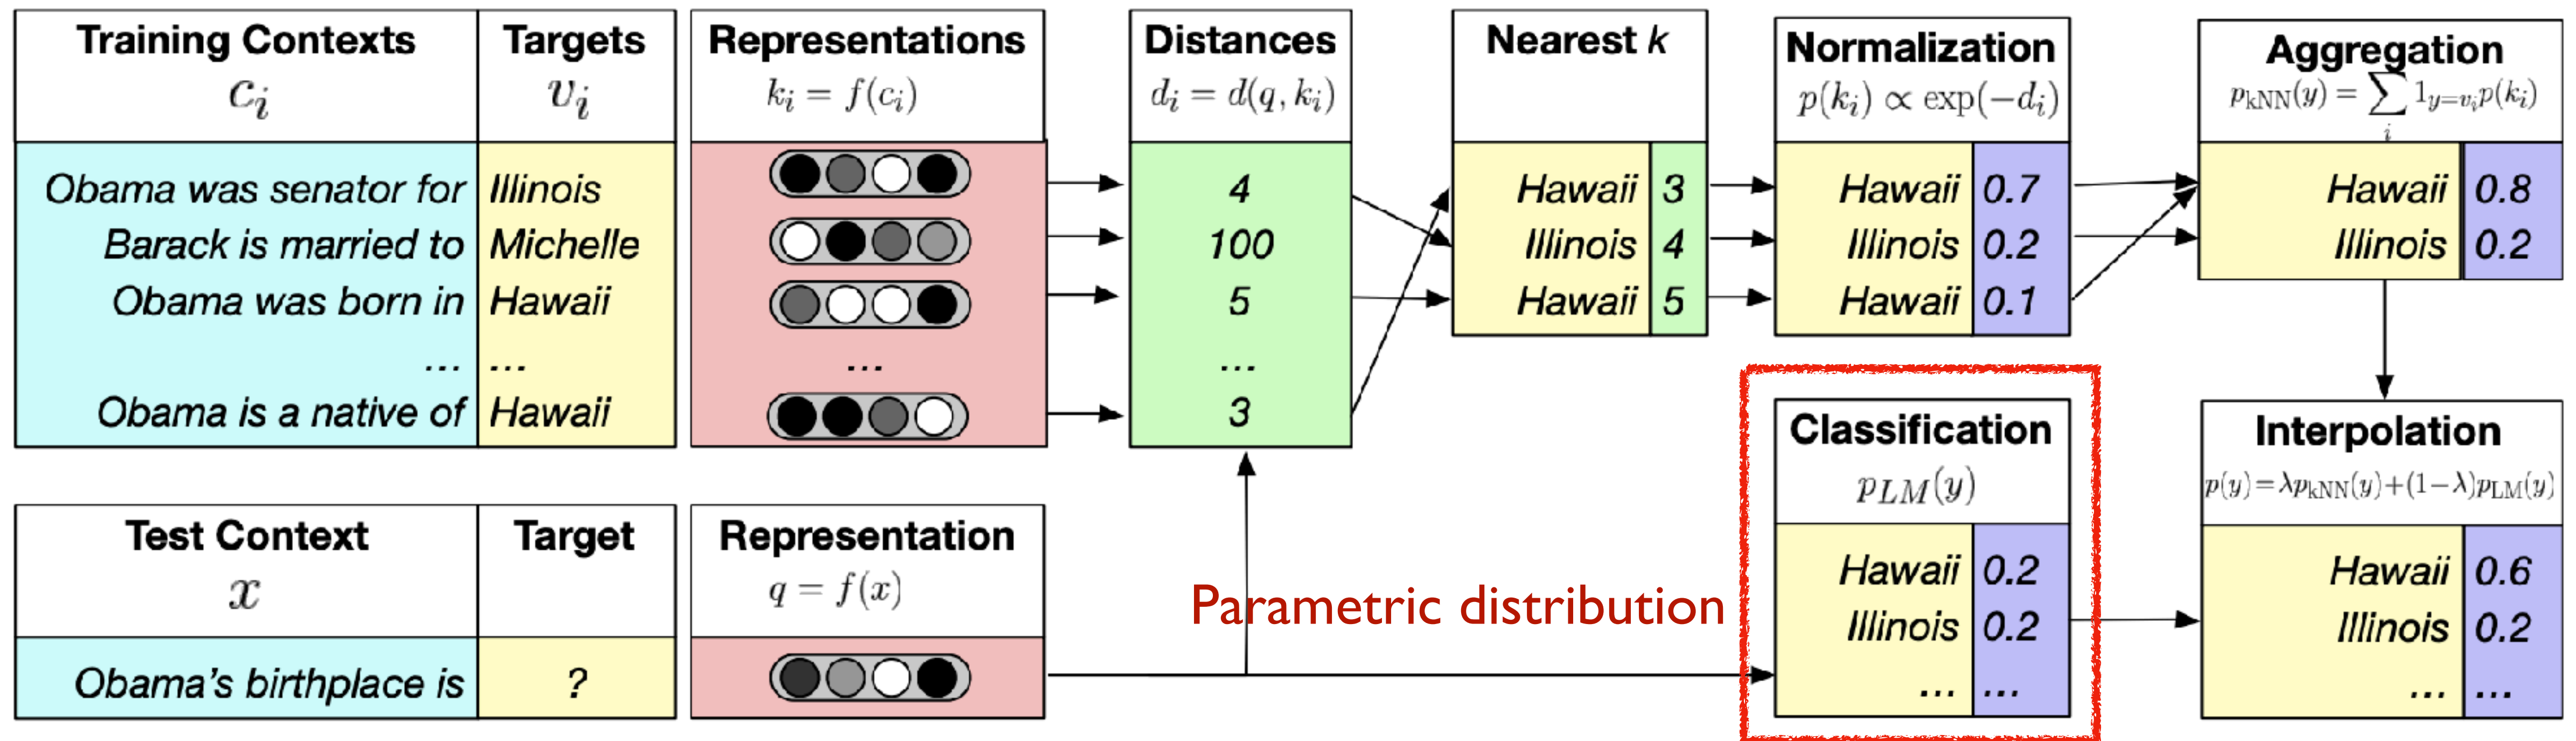 Training Contexts
c_i
Targets
v_i
Obama was senator for Illinois
Barack is married to Michelle
Obama was born in Hawaii
... ...
Obama is a native of Hawaii
Representations
k_i = f(c_i)
...
Distances
d_i = d(q, k_i)
4
100
5
...
3
Nearest k
Hawaii 3
Illinois 4
Hawaii 5
Normalization
p(k_i) ∝ exp(−d_i)
Hawaii 0.7
Illinois 0.2
Hawaii 0.1
Aggregation
p_kNN(y) = ∑_i 1_{y=v_i} p(k_i)
Hawaii 0.8
Illinois 0.2
Test Context
x
Target
Obama's birthplace is ?
Representation
q = f(x)
Parametric distribution
Classification
p_LM(y)
Hawaii 0.2
Illinois 0.2
... ...
Interpolation
p(y) = λp_kNN(y)+(1−λ)p_LM(y)
Hawaii 0.6
Illinois 0.2
... ...